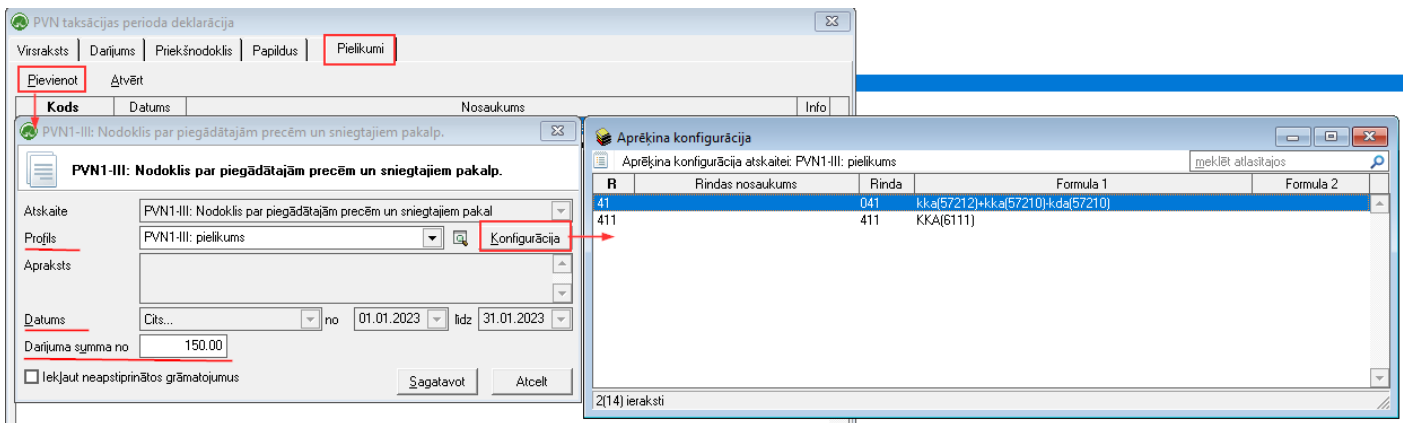 PVN taksācijas perioda deklarācija
Virsraksts Darījums Priekšnodoklis Papildus Pielikumi
Pievienot Atvērt
Kods Datums Nosaukums Info
PVN1-III: Nodoklis par piegādātajām precēm un sniegtajiem pakalp.
PVN1-III: Nodoklis par piegādātajām precēm un sniegtajiem pakalp.
Atskaite PVN1-III: Nodoklis par piegādātajām precēm un sniegtajiem pakal
Profils PVN1-III: pielikums Konfigurācija
Apraksts
Datums Cits... no 01.01.2023 līdz 31.01.2023
Darījuma summa no 150.00
Iekļaut neapstiprinātos grāmatojumus Sagatavot Atcelt
Aprēķina konfigurācija
Aprēķina konfigurācija atskaitei: PVN1-III: pielikums meklēt atlasītajos
R Rindas nosaukums Rinda Formula 1 Formula 2
41 041 kka(57212)+kka(57210)-kda(57210)
411 411 KKA(6111)
2(14) ieraksti